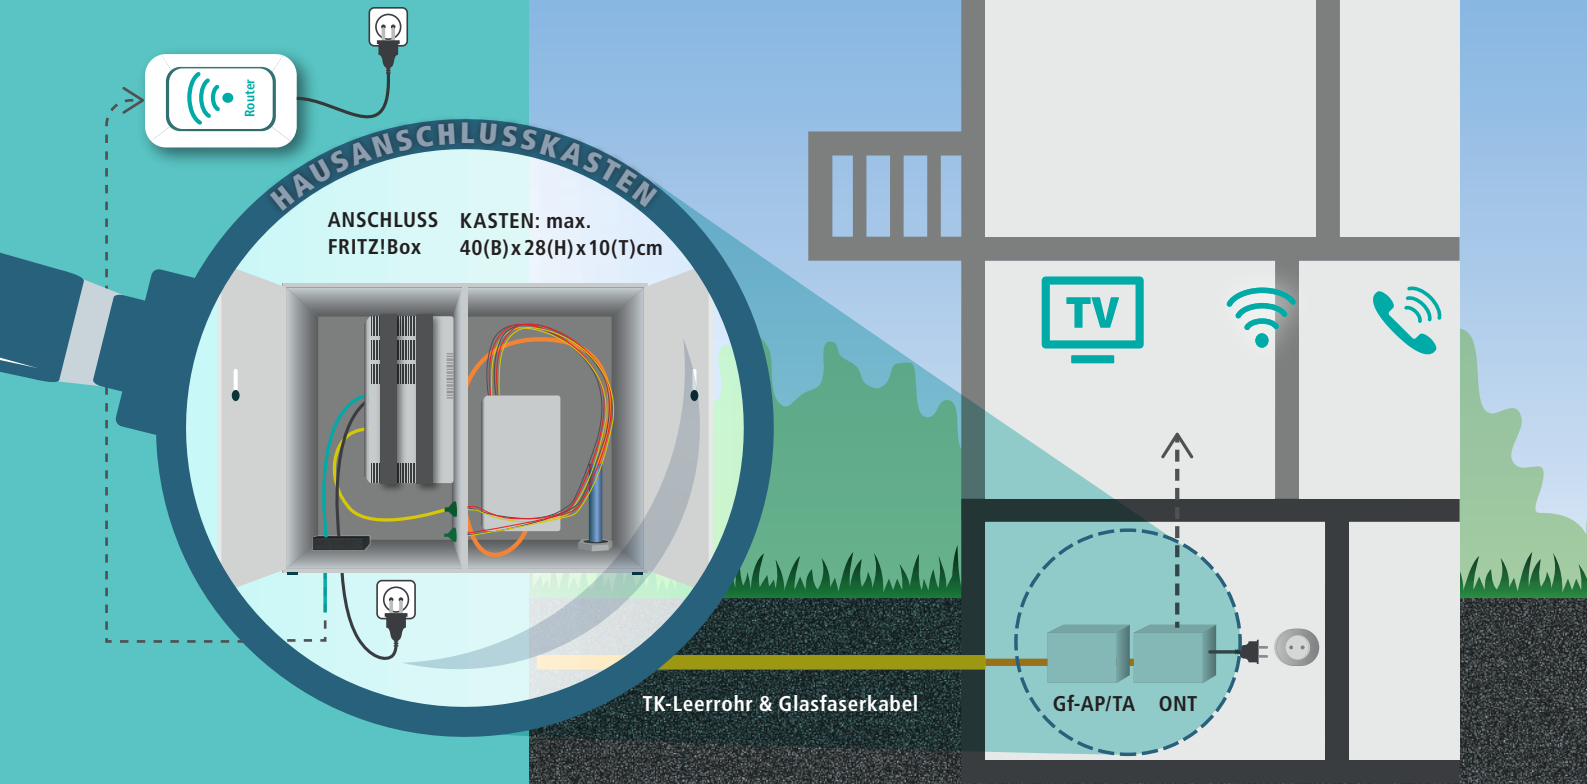 Router
HAUSANSCHLUSSKASTEN
ANSCHLUSS
FRITZ!Box
KASTEN: max.
40(B)x28(H)x10(T)cm
TV
TK-Leerrohr & Glasfaserkabel
Gf-AP/TA
ONT